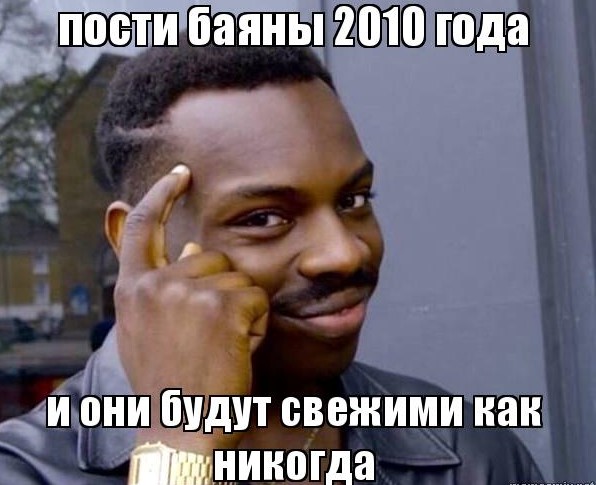 пости баяны 2010 года
и они будут свежими как
никогда